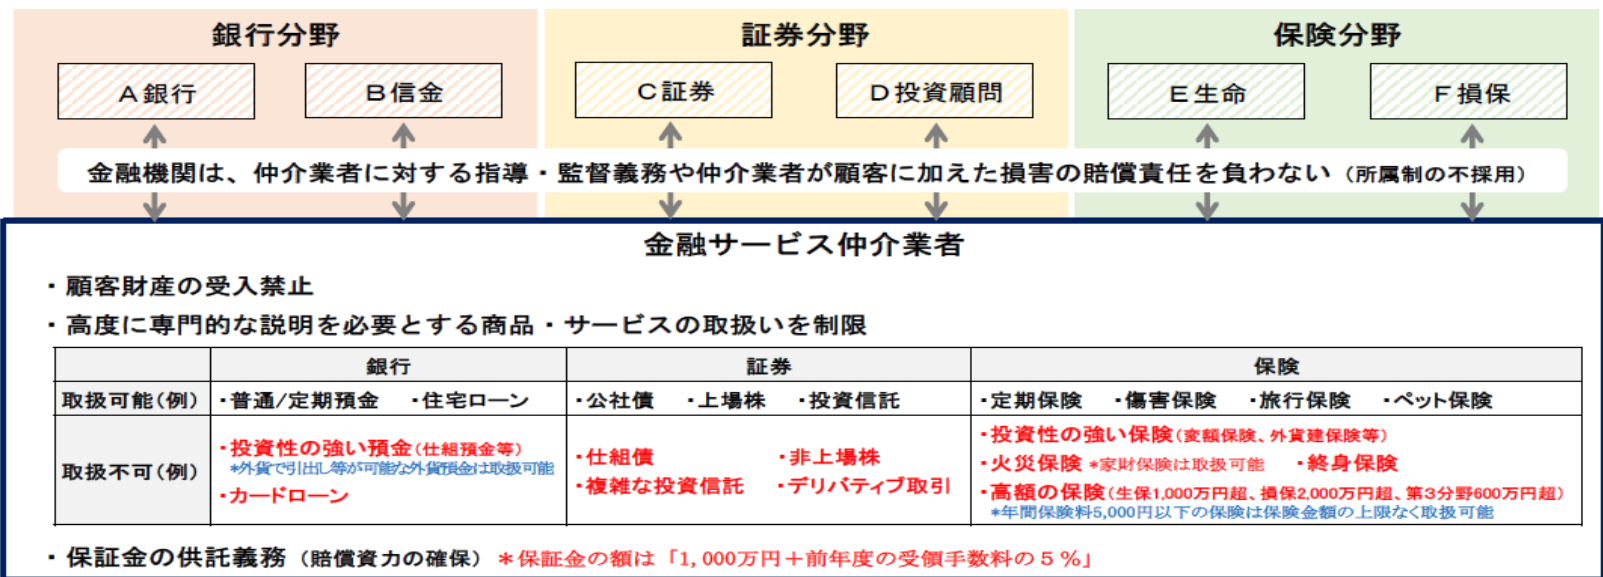 銀行分野 証券分野 保険分野
A銀行 B信金 C証券 D投資顧問 E生命 F損保
金融機関は、仲介業者に対する指導・監督義務や仲介業者が顧客に加えた損害の賠償責任を負わない（所属制の不採用）
金融サービス仲介業者
・顧客財産の受入禁止
・高度に専門的な説明を必要とする商品・サービスの取扱いを制限
銀行 証券 保険
取扱可能（例） ・普通/定期預金 ・住宅ローン ・公社債 ・上場株 ・投資信託 ・定期保険 ・傷害保険 ・旅行保険 ・ペット保険
取扱不可（例）
・投資性の強い預金（仕組預金等）
*外貨で引出し等が可能な外貨預金は取扱可能
・カードローン
・仕組債 ・非上場株
・複雑な投資信託 ・デリバティブ取引
・投資性の強い保険（変額保険、外貨建保険等）
・火災保険 *家財保険は取扱可能 ・終身保険
・高額の保険（生保1,000万円超、損保2,000万円超、第3分野600万円超）
*年間保険料5,000円以下の保険は保険金額の上限なく取扱可能
・保証金の供託義務（賠償資力の確保）＊保証金の額は「1,000万円＋前年度の受領手数料の5％」